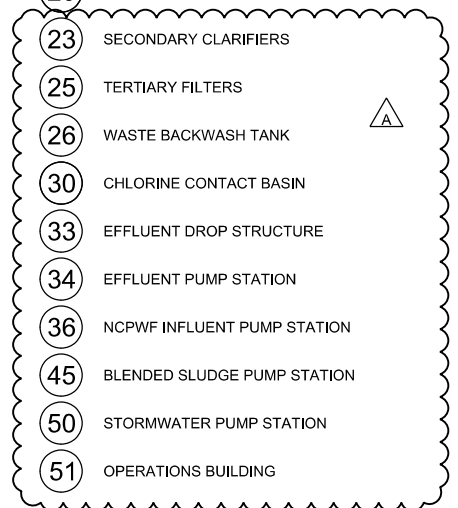 23 SECONDARY CLARIFIERS
25 TERTIARY FILTERS
A
26 WASTE BACKWASH TANK
30 CHLORINE CONTACT BASIN
33 EFFLUENT DROP STRUCTURE
34 EFFLUENT PUMP STATION
36 NCPWF INFLUENT PUMP STATION
45 BLENDED SLUDGE PUMP STATION
50 STORMWATER PUMP STATION
51 OPERATIONS BUILDING